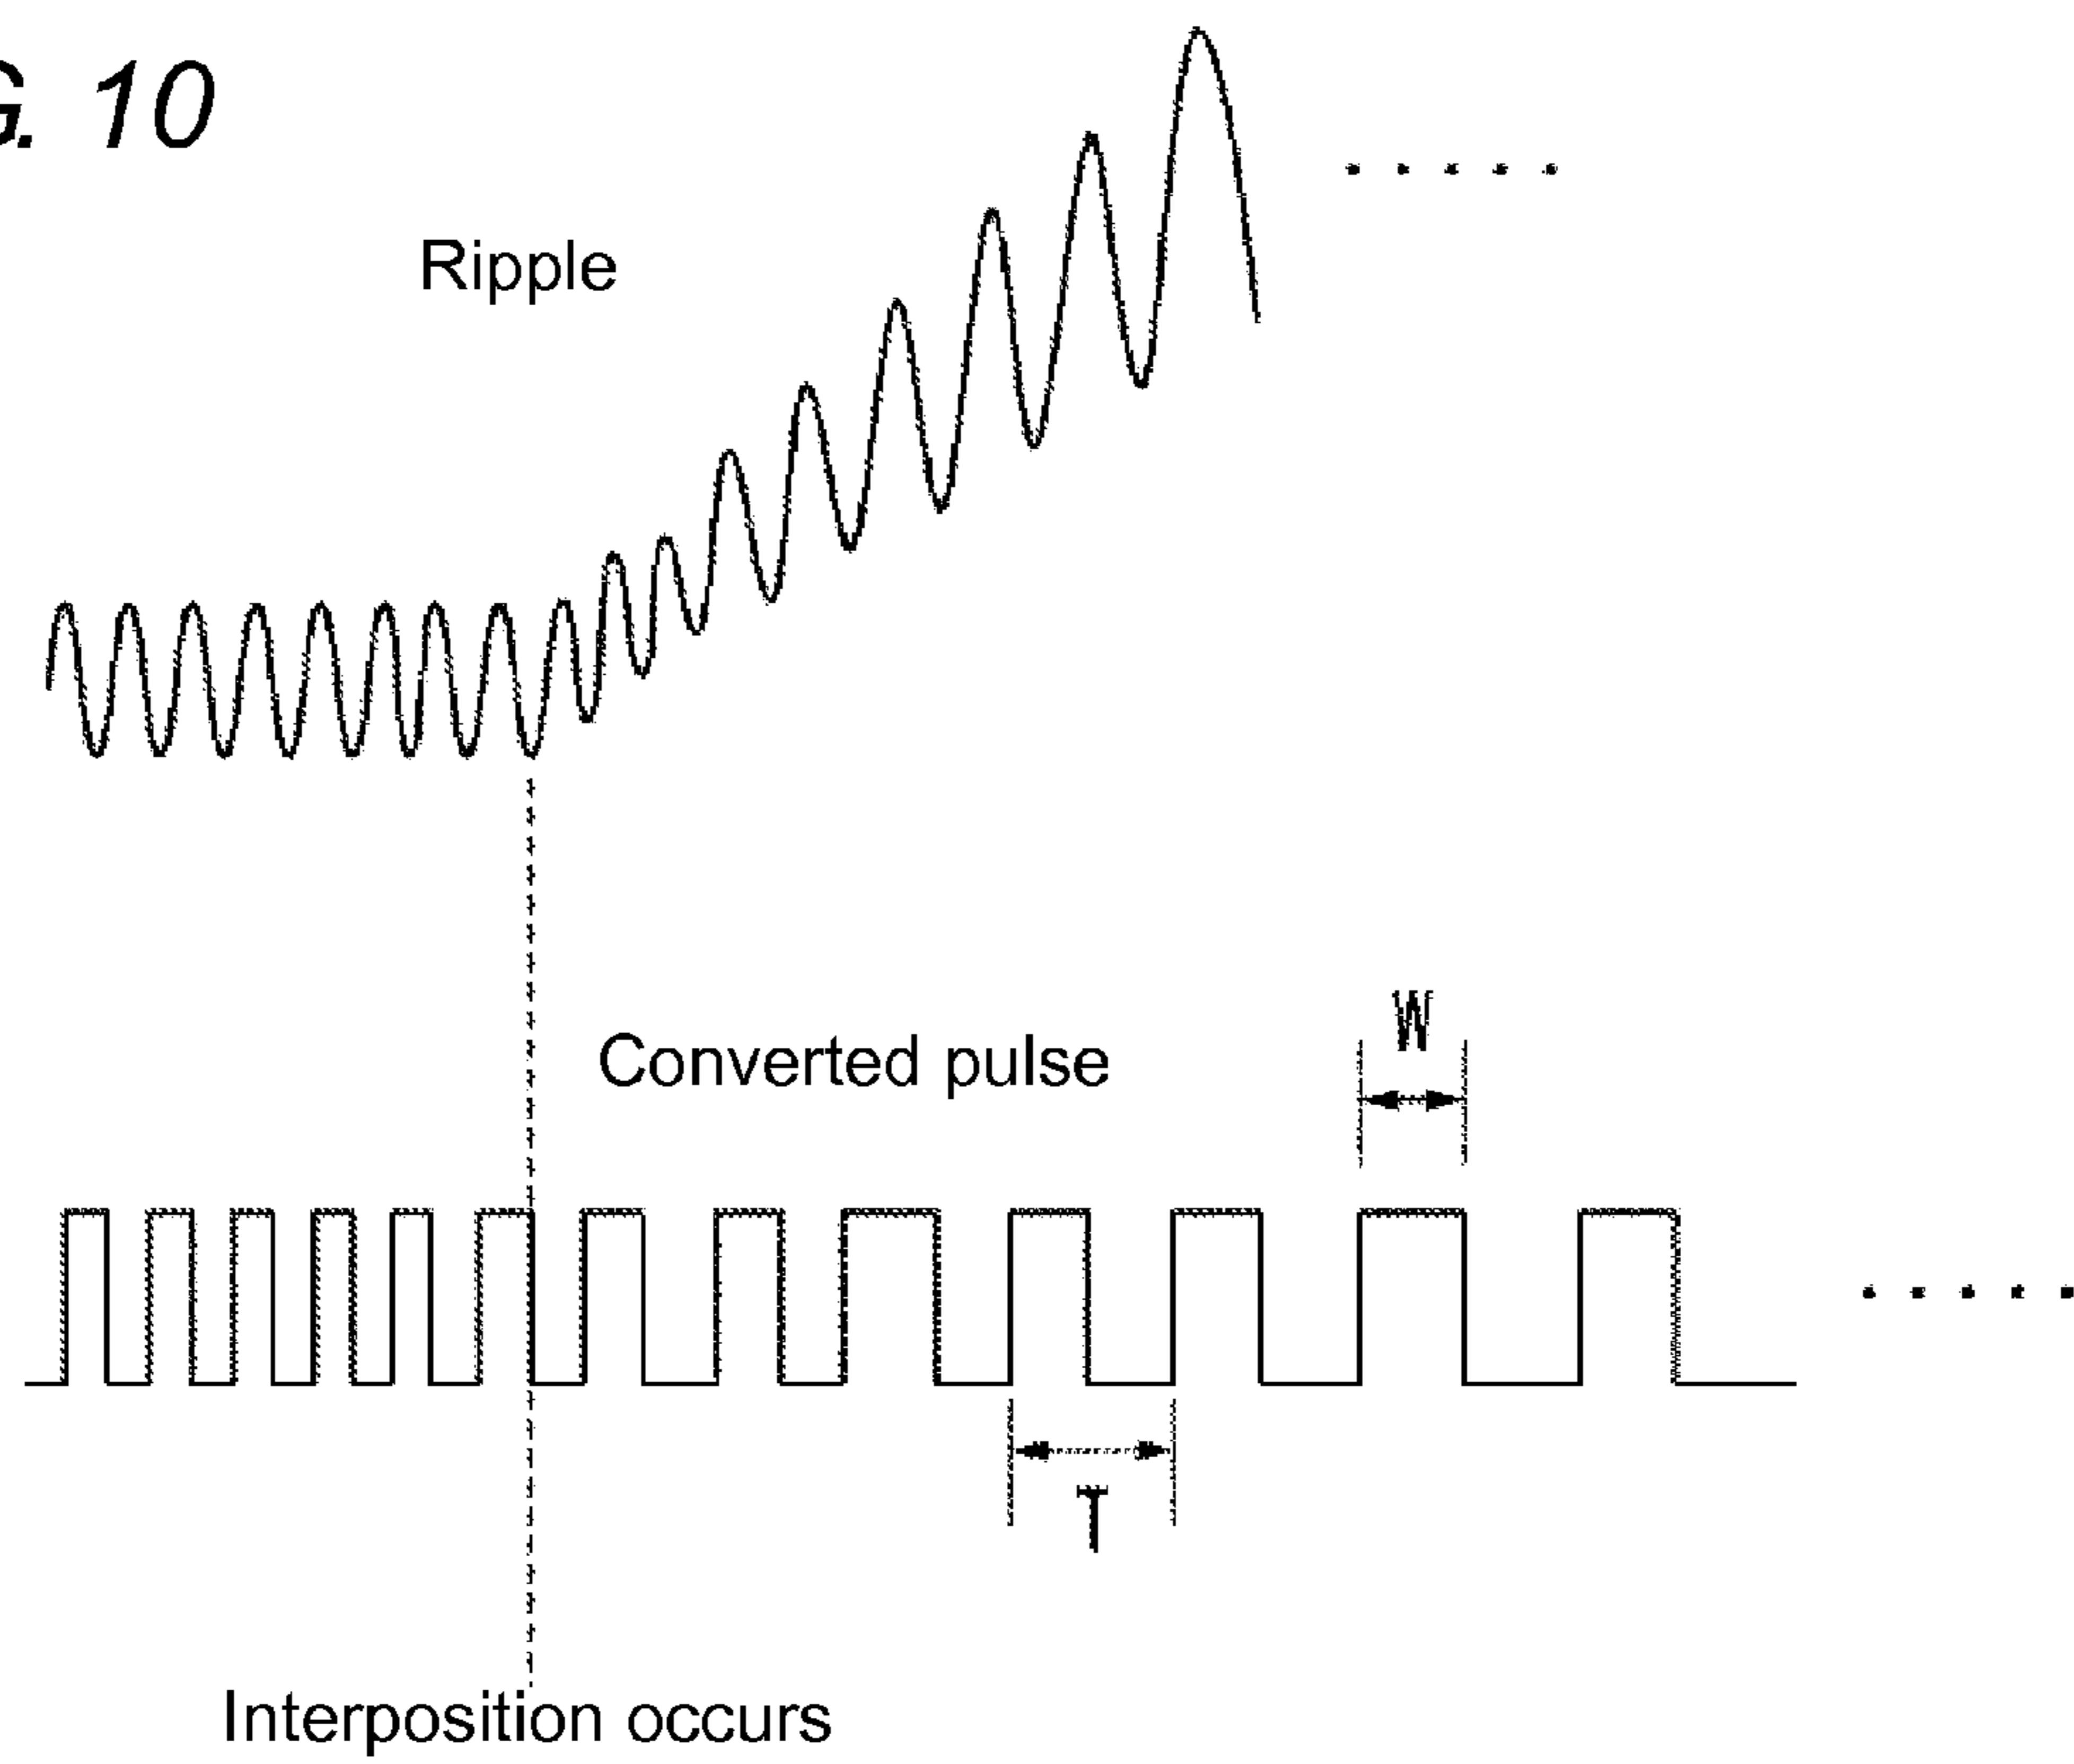 G. 10
Ripple
Converted pulse
W
T
Interposition occurs